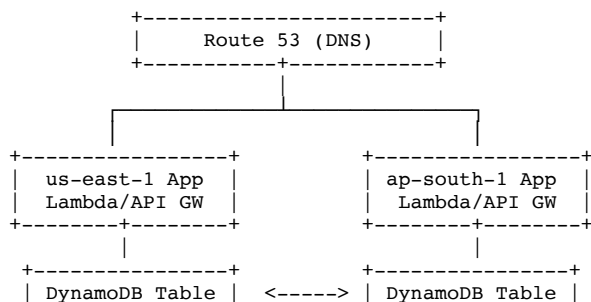 Route 53 (DNS)
us-east-1 App ap-south-1 App
Lambda/API GW Lambda/API GW
DynamoDB Table <-----> DynamoDB Table